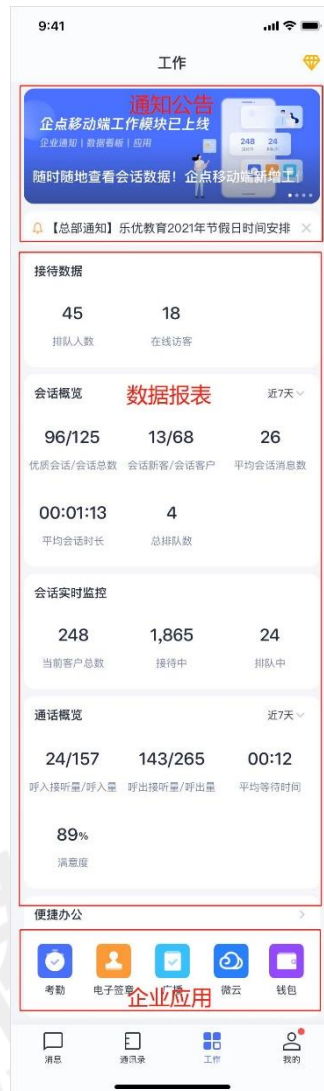 9:41
工作
通知公告
企点移动端工作模块已上线
企业通知 | 数据看板 | 应用
248 24
随时随地查看会话数据!企点移动端新增工作
【总部通知】乐优教育2021年节假日时间安排
接待数据
45 18
排队人数 在线访客
会话概览 数据报表 近7天
96/125 13/68 26
优质会话/会话总数 会话新客/会话客户 平均会话消息数
00:01:13 4
平均会话时长 总排队数
会话实时监控
248 1,865 24
当前客户总数 接待中 排队中
通话概览 近7天
24/157 143/265 00:12
呼入接听量/呼入量 呼出接听量/呼出量 平均等待时间
89%
满意度
便捷办公
考勤 电子签章 广播 微云 钱包
企业应用
消息 通讯录 工作 我的